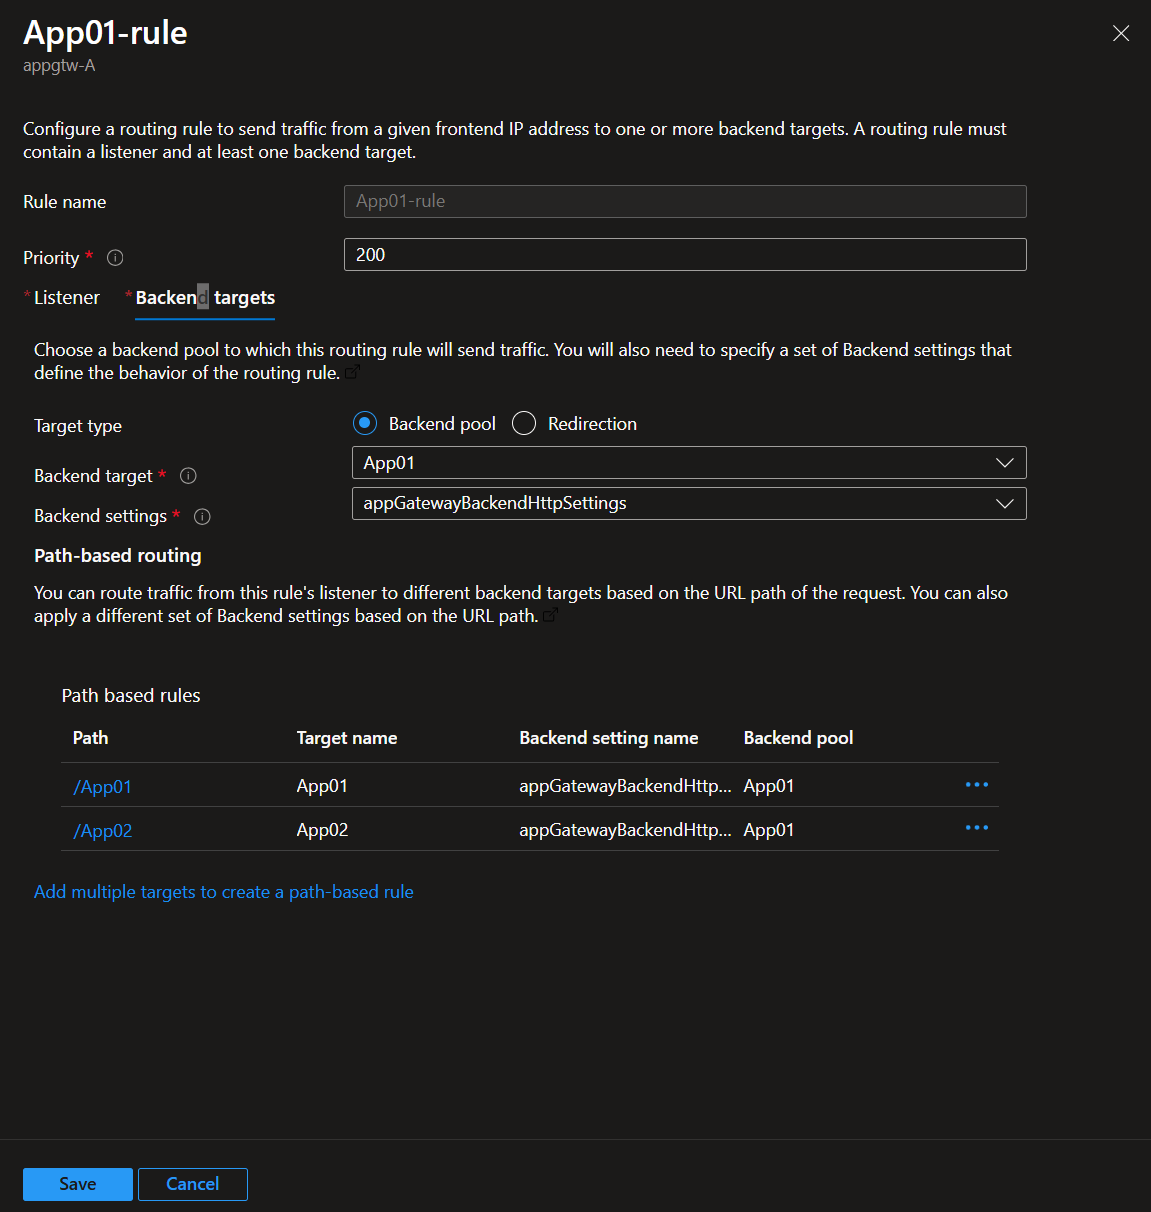 App01-rule
appgtw-A
Configure a routing rule to send traffic from a given frontend IP address to one or more backend targets. A routing rule must
contain a listener and at least one backend target.
Rule name
App01-rule
Priority *
200
* Listener
* Backend targets
Choose a backend pool to which this routing rule will send traffic. You will also need to specify a set of Backend settings that
define the behavior of the routing rule.
Target type
Backend pool
Redirection
Backend target *
App01
Backend settings *
appGatewayBackendHttpSettings
Path-based routing
You can route traffic from this rule's listener to different backend targets based on the URL path of the request. You can also
apply a different set of Backend settings based on the URL path.
Path based rules
Path Target name Backend setting name Backend pool
/App01 App01 appGatewayBackendHttp... App01
/App02 App02 appGatewayBackendHttp... App01
Add multiple targets to create a path-based rule
Save
Cancel